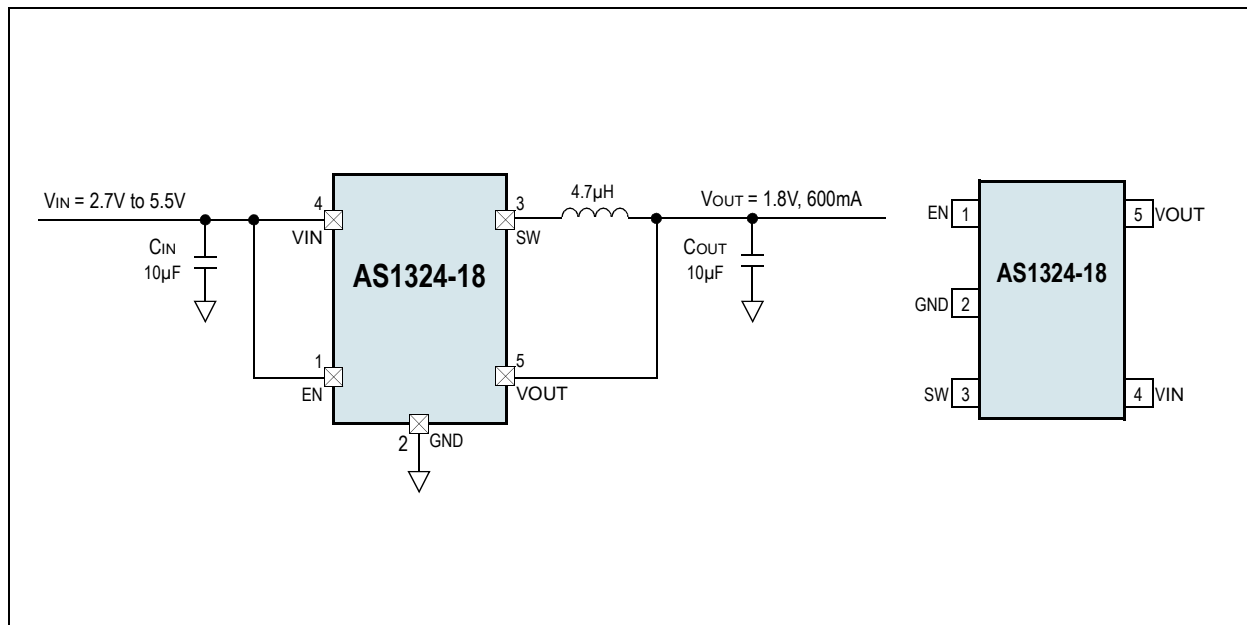 VIN = 2.7V to 5.5V
CIN
10µF
4
VIN
1
EN
AS1324-18
2
GND
3
SW
4.7µH
5
VOUT
VOUT = 1.8V, 600mA
COUT
10µF
EN 1
GND 2
SW 3
AS1324-18
5 VOUT
4 VIN